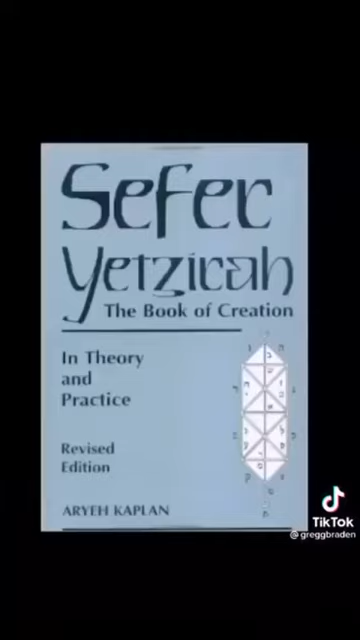 Sefer
Yetzirah
The Book of Creation
In Theory
and
Practice
Revised
Edition
ARYEH KAPLAN
TikTok
@greggbraden